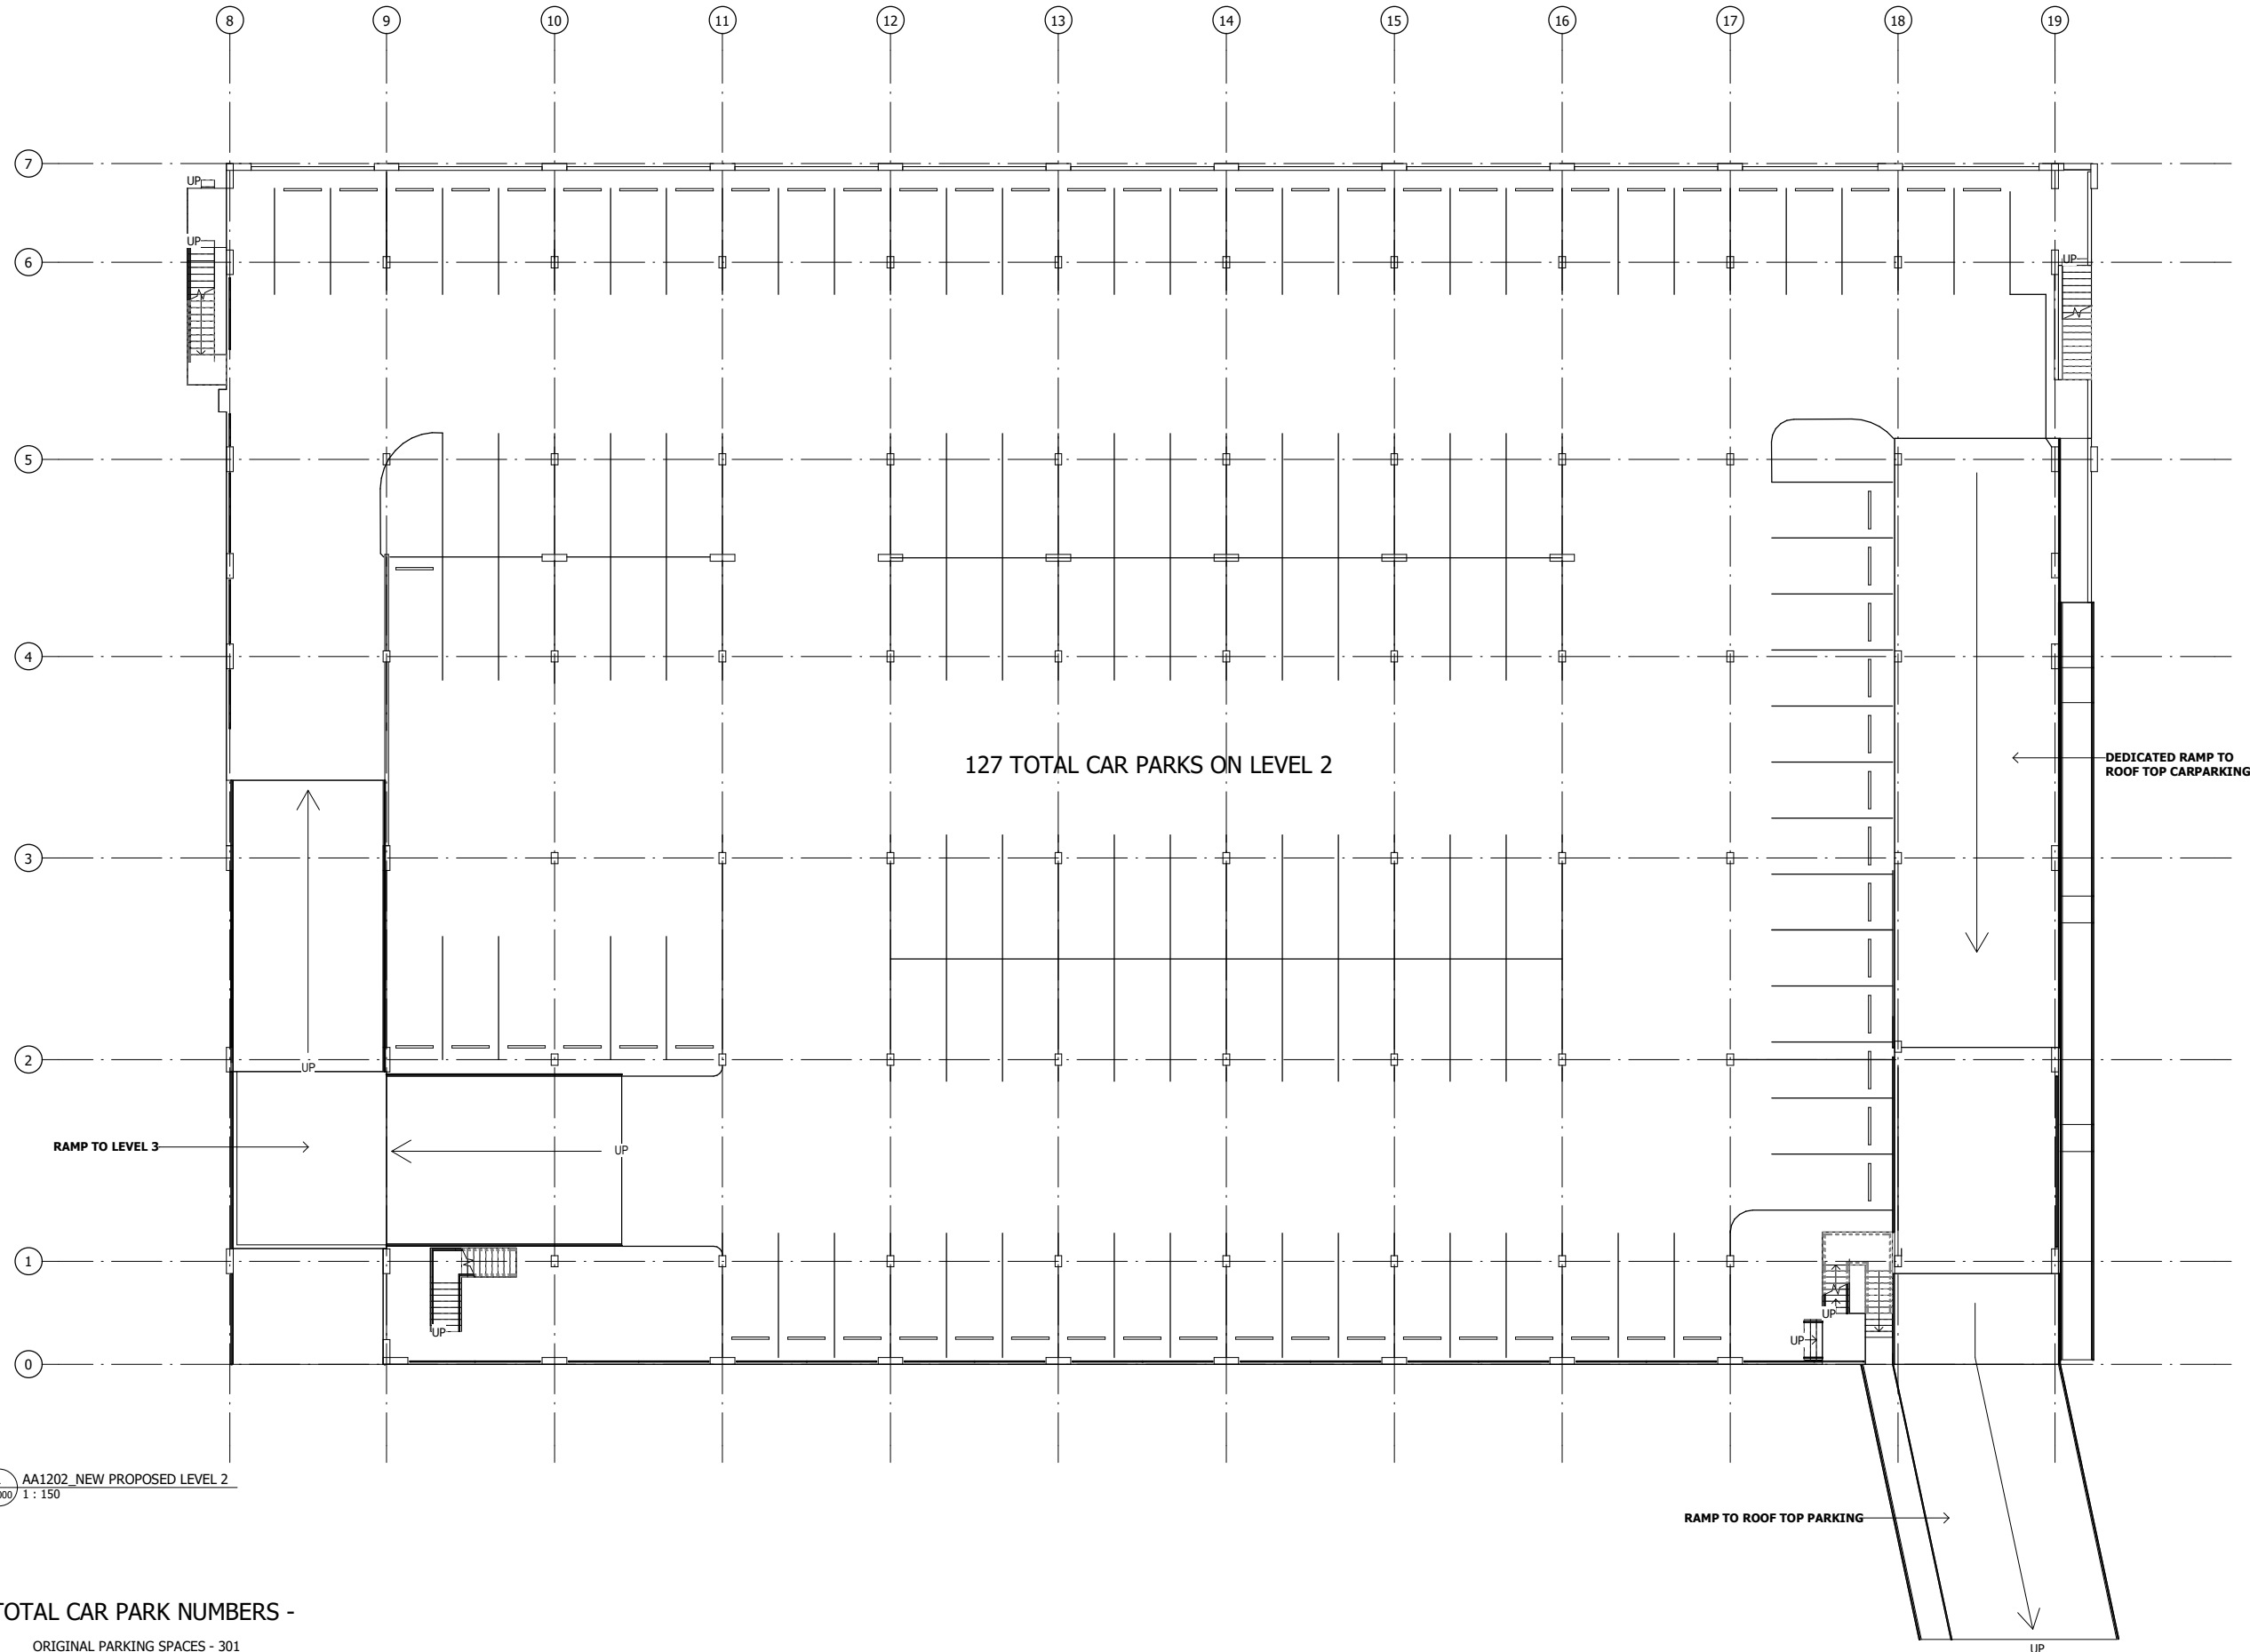 8 9 10 11 12 13 14 15 16 17 18 19
7
UP
UP
6
UP
5
4
127 TOTAL CAR PARKS ON LEVEL 2
DEDICATED RAMP TO
ROOF TOP CARPARKING
3
2
UP
RAMP TO LEVEL 3
UP
1
UP
UP
UP
0
AA1202_NEW PROPOSED LEVEL 2
1 : 150
RAMP TO ROOF TOP PARKING
TOTAL CAR PARK NUMBERS -
ORIGINAL PARKING SPACES - 301
UP